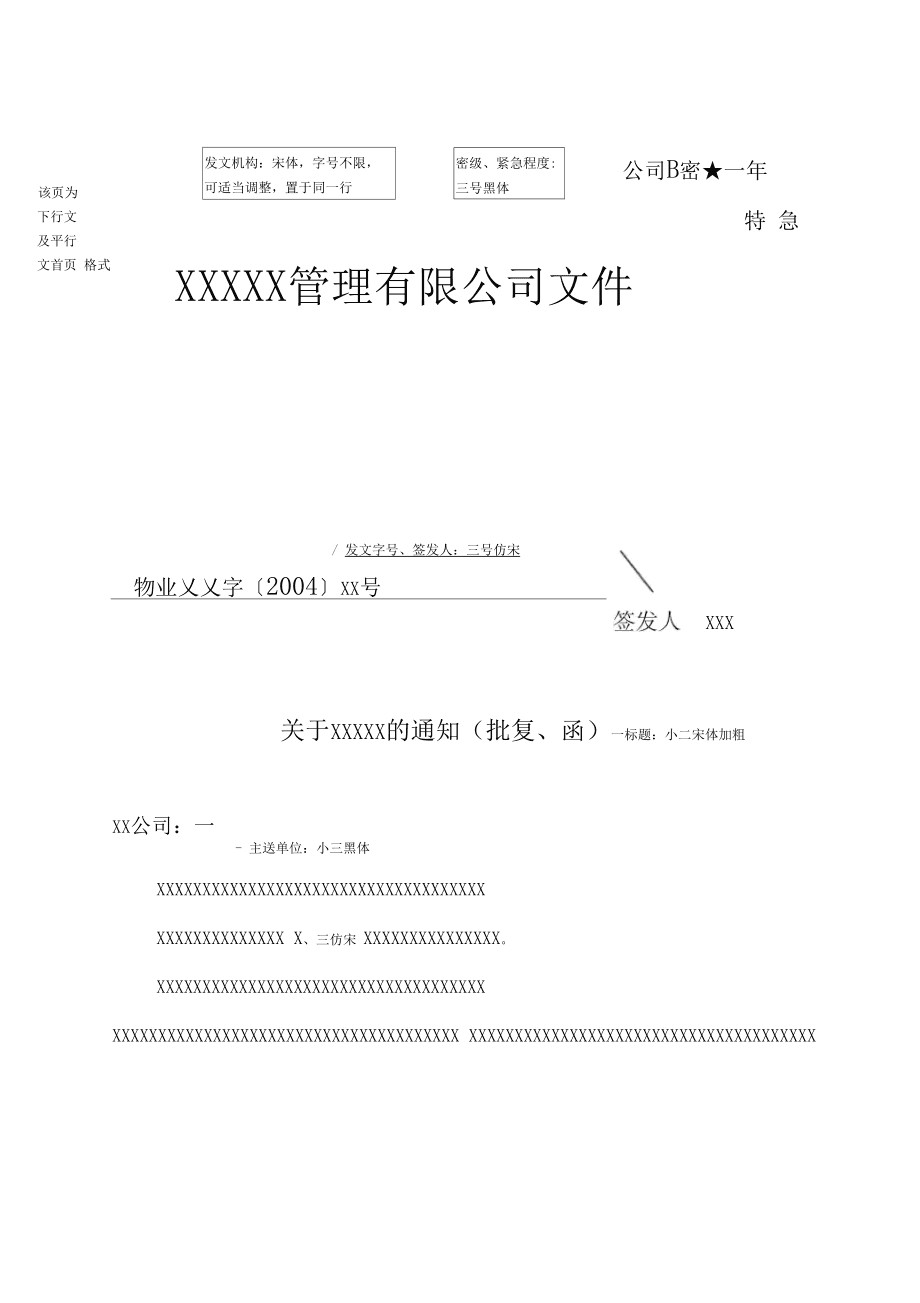 发文机构：宋体，字号不限，
可适当调整，置于同一行
密级、紧急程度：
三号黑体
公司B密★一年
特 急
该页为
下行文
及平行
文首页 格式
XXXXX管理有限公司文件
/ 发文字号、签发人：三号仿宋
物业乂乂字〔2004〕XX号
签发人 XXX
关于XXXXX的通知（批复、函）一标题：小二宋体加粗
XX公司：一
- 主送单位：小三黑体
XXXXXXXXXXXXXXXXXXXXXXXXXXXXXXXXXXXX
XXXXXXXXXXXXXX X、三仿宋 XXXXXXXXXXXXXXX。
XXXXXXXXXXXXXXXXXXXXXXXXXXXXXXXXXXXX
XXXXXXXXXXXXXXXXXXXXXXXXXXXXXXXXXXXXXX XXXXXXXXXXXXXXXXXXXXXXXXXXXXXXXXXXXXXX